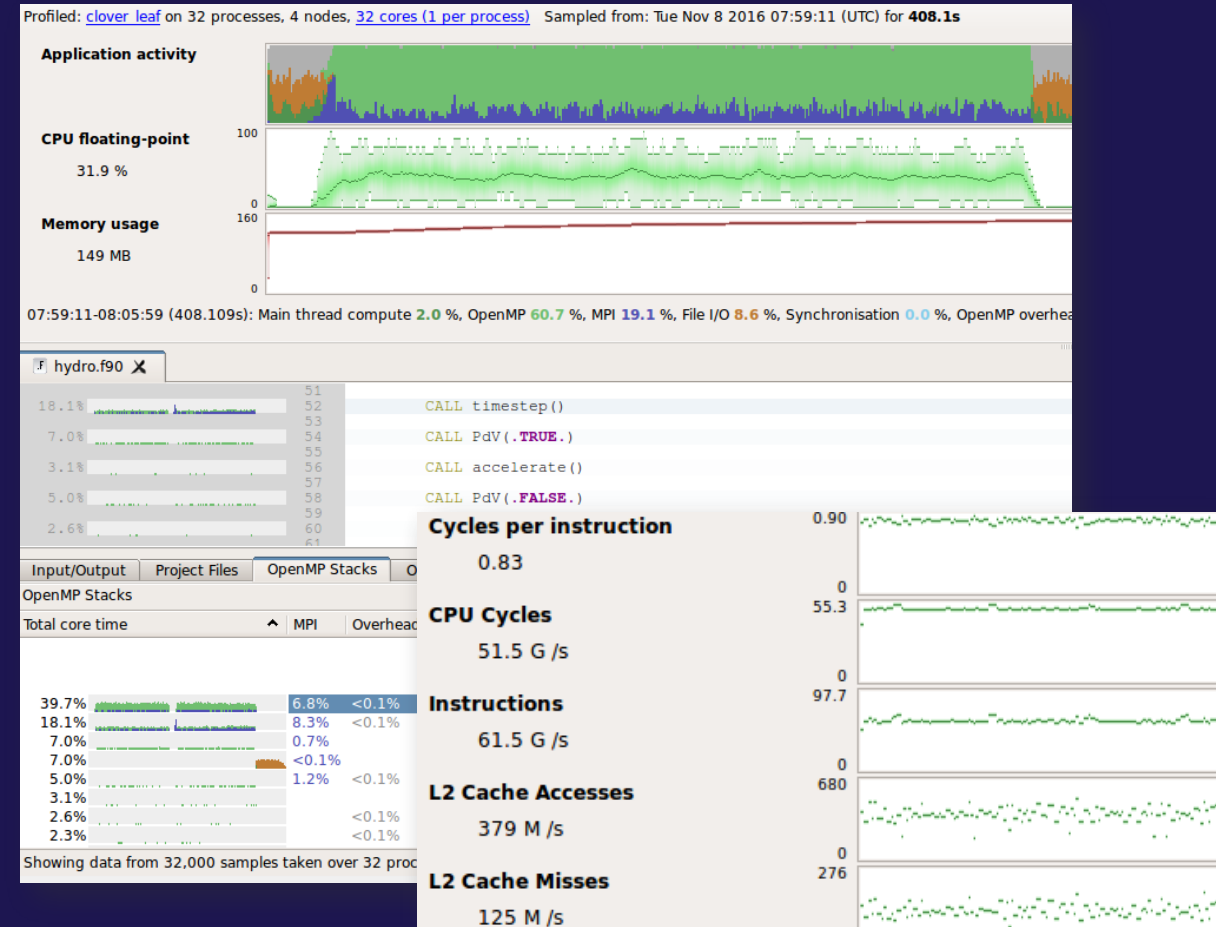 Profiled: clover_leaf on 32 processes, 4 nodes, 32 cores (1 per process) Sampled from: Tue Nov 8 2016 07:59:11 (UTC) for 408.1s
Application activity
CPU floating-point
31.9 %
100
0
Memory usage
149 MB
160
0
07:59:11-08:05:59 (408.109s): Main thread compute 2.0 %, OpenMP 60.7 %, MPI 19.1 %, File I/O 8.6 %, Synchronisation 0.0 %, OpenMP overhea
F hydro.f90 X
51
18.1% 52 CALL timestep()
53
7.0% 54 CALL PdV(.TRUE.)
55
3.1% 56 CALL accelerate()
57
5.0% 58 CALL PdV(.FALSE.)
59
2.6% 60
61
Input/Output Project Files OpenMP Stacks O
OpenMP Stacks
Total core time MPI Overhead
39.7% 6.8% <0.1%
18.1% 8.3% <0.1%
7.0% 0.7%
7.0% <0.1%
5.0% 1.2% <0.1%
3.1%
2.6% <0.1%
2.3% <0.1%
Showing data from 32,000 samples taken over 32 proc
Cycles per instruction
0.83
0.90
0
CPU Cycles
51.5 G /s
55.3
0
Instructions
61.5 G /s
97.7
0
L2 Cache Accesses
379 M /s
680
0
L2 Cache Misses
125 M /s
276